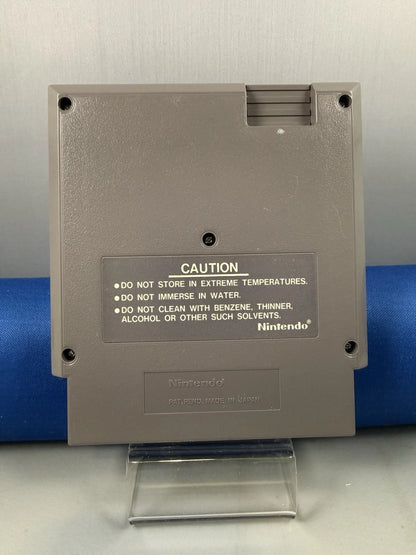 CAUTION
●DO NOT STORE IN EXTREME TEMPERATURES.
●DO NOT IMMERSE IN WATER.
●DO NOT CLEAN WITH BENZENE, THINNER,
ALCOHOL OR OTHER SUCH SOLVENTS.
Nintendo®
Nintendo®
PAT. PEND. MADE IN JAPAN